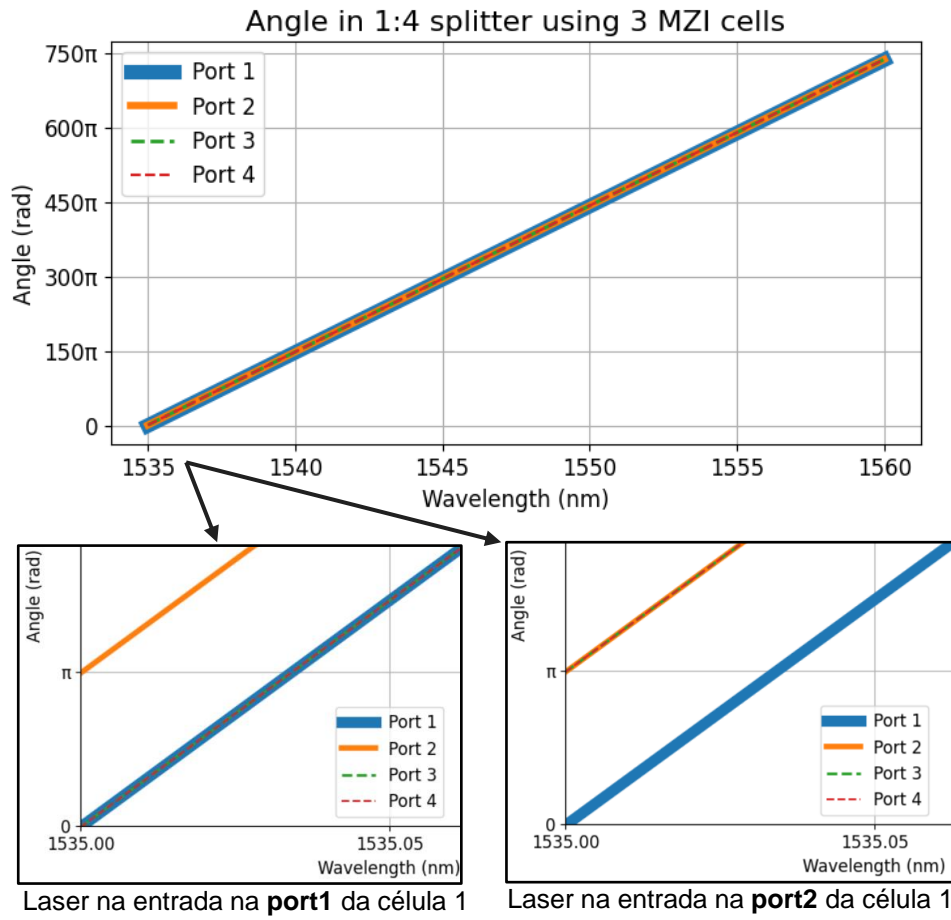 Angle in 1:4 splitter using 3 MZI cells
Angle (rad)
750π
600π
450π
300π
150π
0
Port 1
Port 2
Port 3
Port 4
1535
1540
1545
1550
1555
1560
Wavelength (nm)
Angle (rad)
π
0
Port 1
Port 2
Port 3
Port 4
1535.00
1535.05
Wavelength (nm)
Laser na entrada na port1 da célula 1
Angle (rad)
π
0
Port 1
Port 2
Port 3
Port 4
1535.00
1535.05
Wavelength (nm)
Laser na entrada na port2 da célula 1